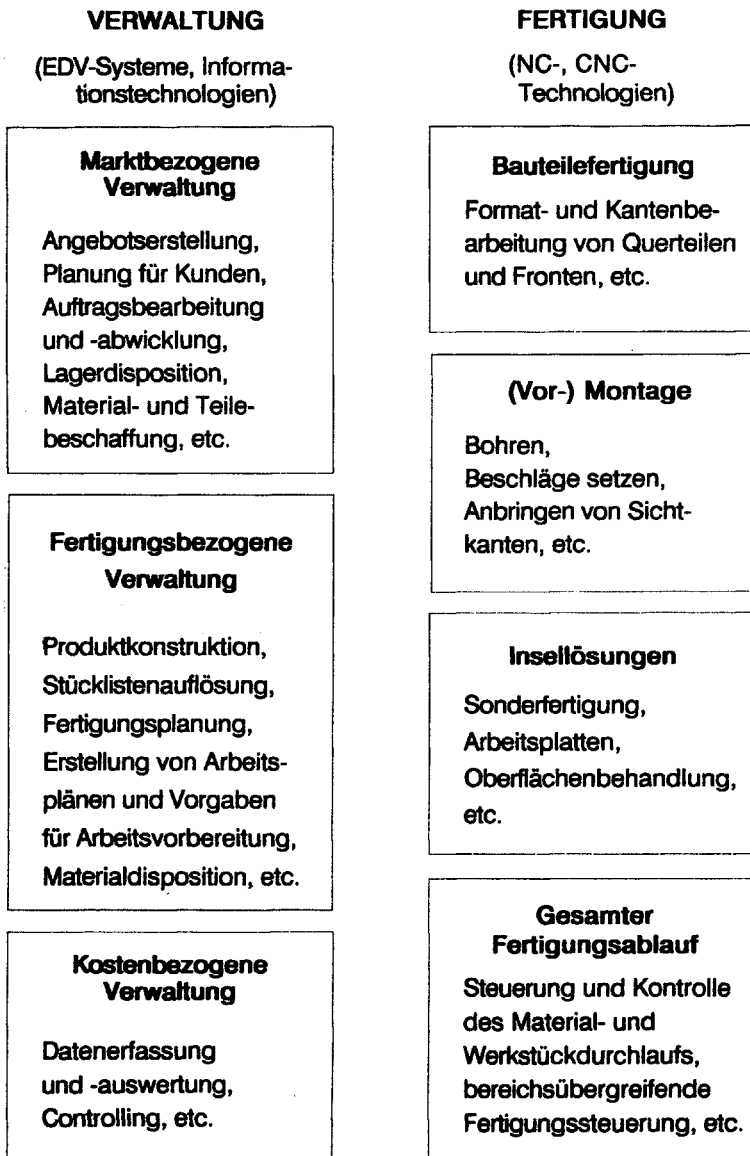 VERWALTUNG
(EDV-Systeme, Informa-
tionstechnologien)
Marktbezogene
Verwaltung
Angebotserstellung,
Planung für Kunden,
Auftragsbearbeitung
und -abwicklung,
Lagerdisposition,
Material- und Teile-
beschaffung, etc.
Fertigungsbezogene
Verwaltung
Produktkonstruktion,
Stücklistenauflösung,
Fertigungsplanung,
Erstellung von Arbeits-
plänen und Vorgaben
für Arbeitsvorbereitung,
Materialdisposition, etc.
Kostenbezogene
Verwaltung
Datenerfassung
und -auswertung,
Controlling, etc.
FERTIGUNG
(NC-, CNC-
Technologien)
Bauteilefertigung
Format- und Kantenbe-
arbeitung von Querteilen
und Fronten, etc.
(Vor-) Montage
Bohren,
Beschläge setzen,
Anbringen von Sicht-
kanten, etc.
Insellösungen
Sonderfertigung,
Arbeitsplatten,
Oberflächenbehandlung,
etc.
Gesamter
Fertigungsablauf
Steuerung und Kontrolle
des Material- und
Werkstückdurchlaufs,
bereichsübergreifende
Fertigungssteuerung, etc.